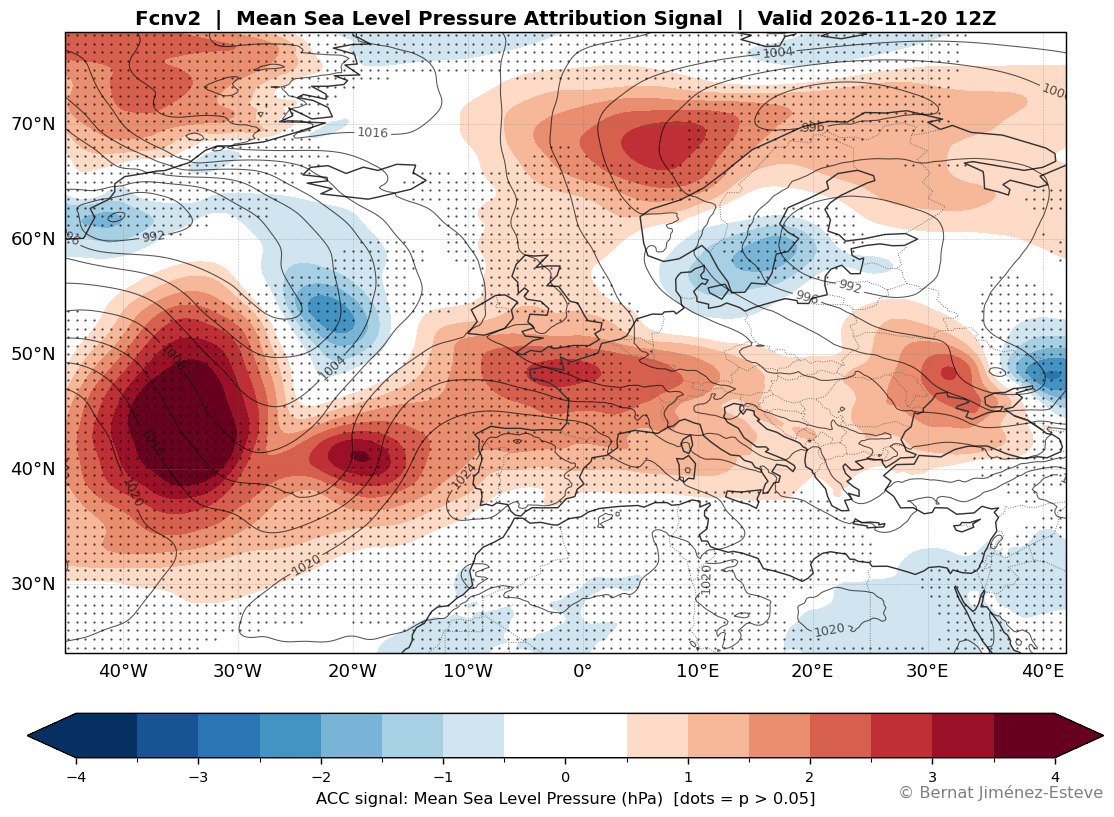 Fcnv2 | Mean Sea Level Pressure Attribution Signal | Valid 2026-11-20 12Z
1004
1016
996
992
70°N
60°N
50°N
40°N
30°N
992
996
1004
1016
1020
1024
1020
1020
1020
40°W 30°W 20°W 10°W 0° 10°E 20°E 30°E 40°E
−4 −3 −2 −1 0 1 2 3 4
ACC signal: Mean Sea Level Pressure (hPa) [dots = p > 0.05]
© Bernat Jiménez-Esteve